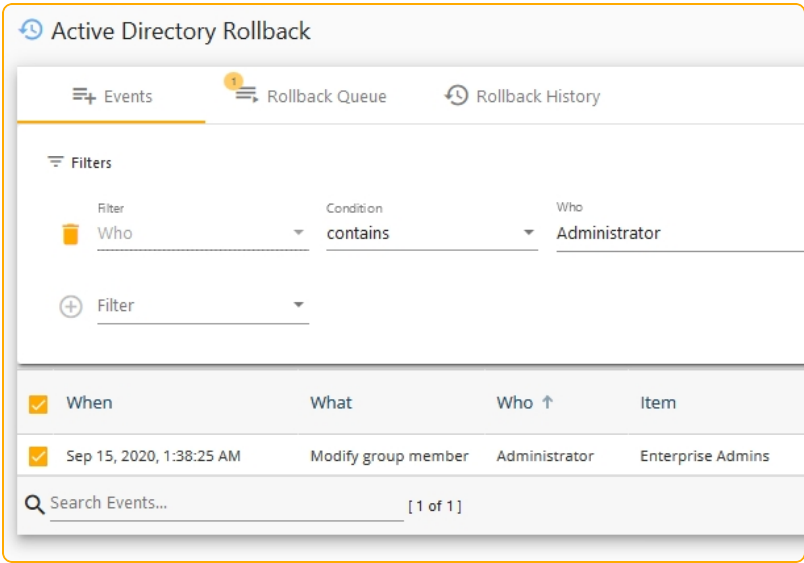 Active Directory Rollback
Events 1 Rollback Queue Rollback History
Filters
Filter Condition Who
Who contains Administrator
Filter
When What Who Item
Sep 15, 2020, 1:38:25 AM Modify group member Administrator Enterprise Admins
Search Events... [ 1 of 1 ]